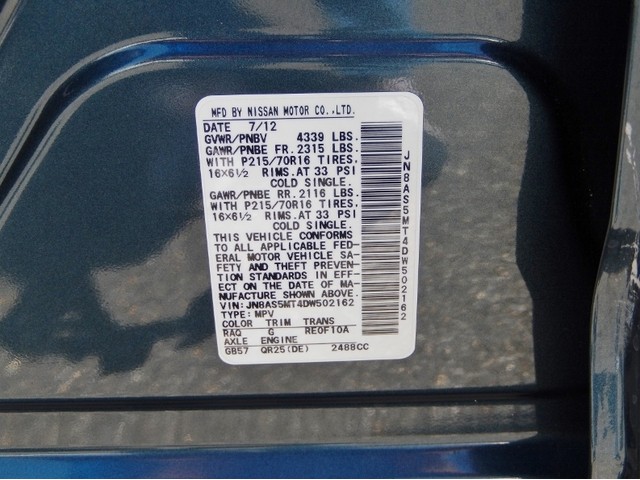 MFD BY NISSAN MOTOR CO.,LTD.
DATE 7/12
GVWR/PNBV 4339 LBS.
GAWR/PNBE FR. 2315 LBS.
WITH P215/70R16 TIRES.
16×6½ RIMS.AT 33 PSI
COLD SINGLE.
GAWR/PNBE RR. 2116 LBS.
WITH P215/70R16 TIRES.
16×6½ RIMS.AT 33 PSI
COLD SINGLE.
THIS VEHICLE CONFORMS
TO ALL APPLICABLE FED-
ERAL MOTOR VEHICLE SA-
FETY AND THEFT PREVEN-
TION STANDARDS IN EFF-
ECT ON THE DATE OF MA-
NUFACTURE SHOWN ABOVE.
VIN: JN8AS5MT4DW502162
TYPE: MPV
COLOR TRIM TRANS
RAQ G RE0F10A
AXLE ENGINE
GB57 QR25(DE) 2488CC
JN8AS5MT4DW502162